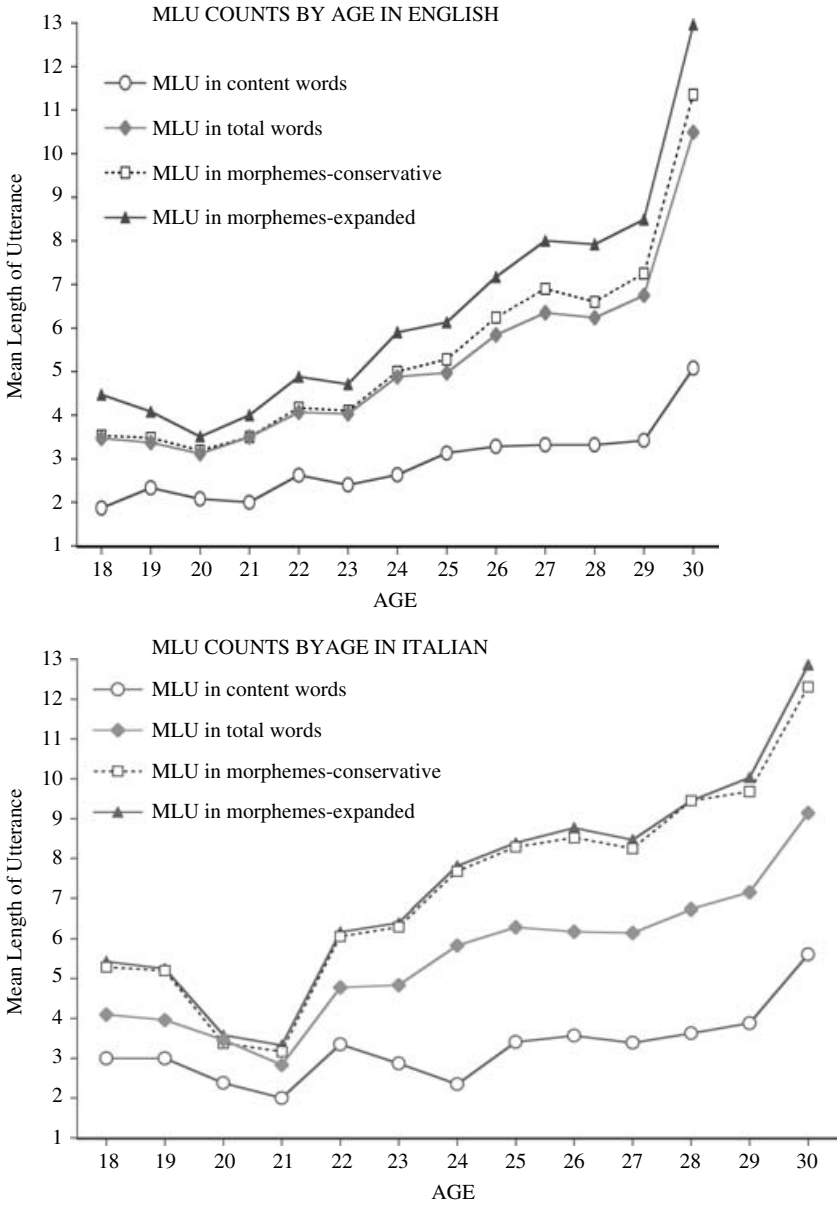 MLU COUNTS BY AGE IN ENGLISH
13
12
11
10
9
8
7
6
5
4
3
2
1
Mean Length of Utterance
MLU in content words
MLU in total words
MLU in morphemes-conservative
MLU in morphemes-expanded
18 19 20 21 22 23 24 25 26 27 28 29 30
AGE
MLU COUNTS BYAGE IN ITALIAN
13
12
11
10
9
8
7
6
5
4
3
2
1
Mean Length of Utterance
MLU in content words
MLU in total words
MLU in morphemes-conservative
MLU in morphemes-expanded
18 19 20 21 22 23 24 25 26 27 28 29 30
AGE